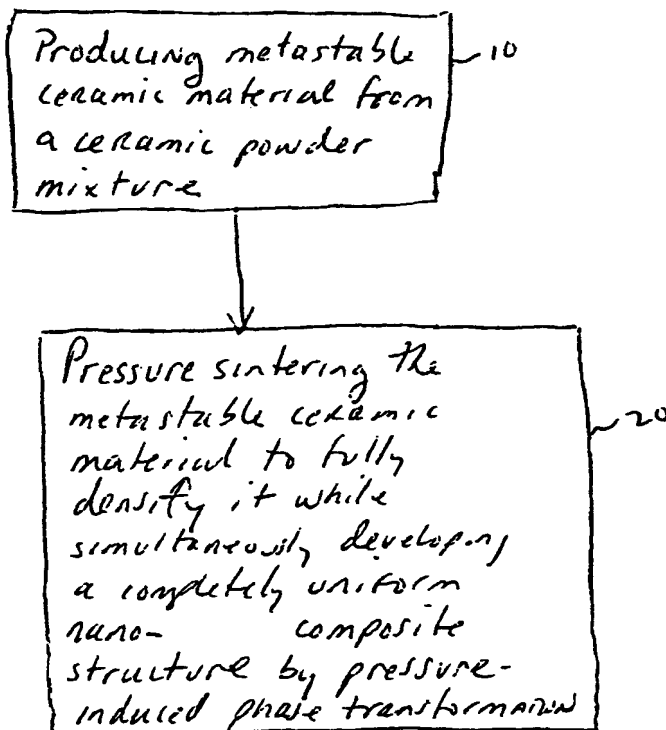 Producing metastable 10
ceramic material from
a ceramic powder
mixture
Pressure sintering the
metastable ceramic
material to fully 20
densify it while
simultaneously developing
a completely uniform
nano- composite
structure by pressure-
induced phase transformation